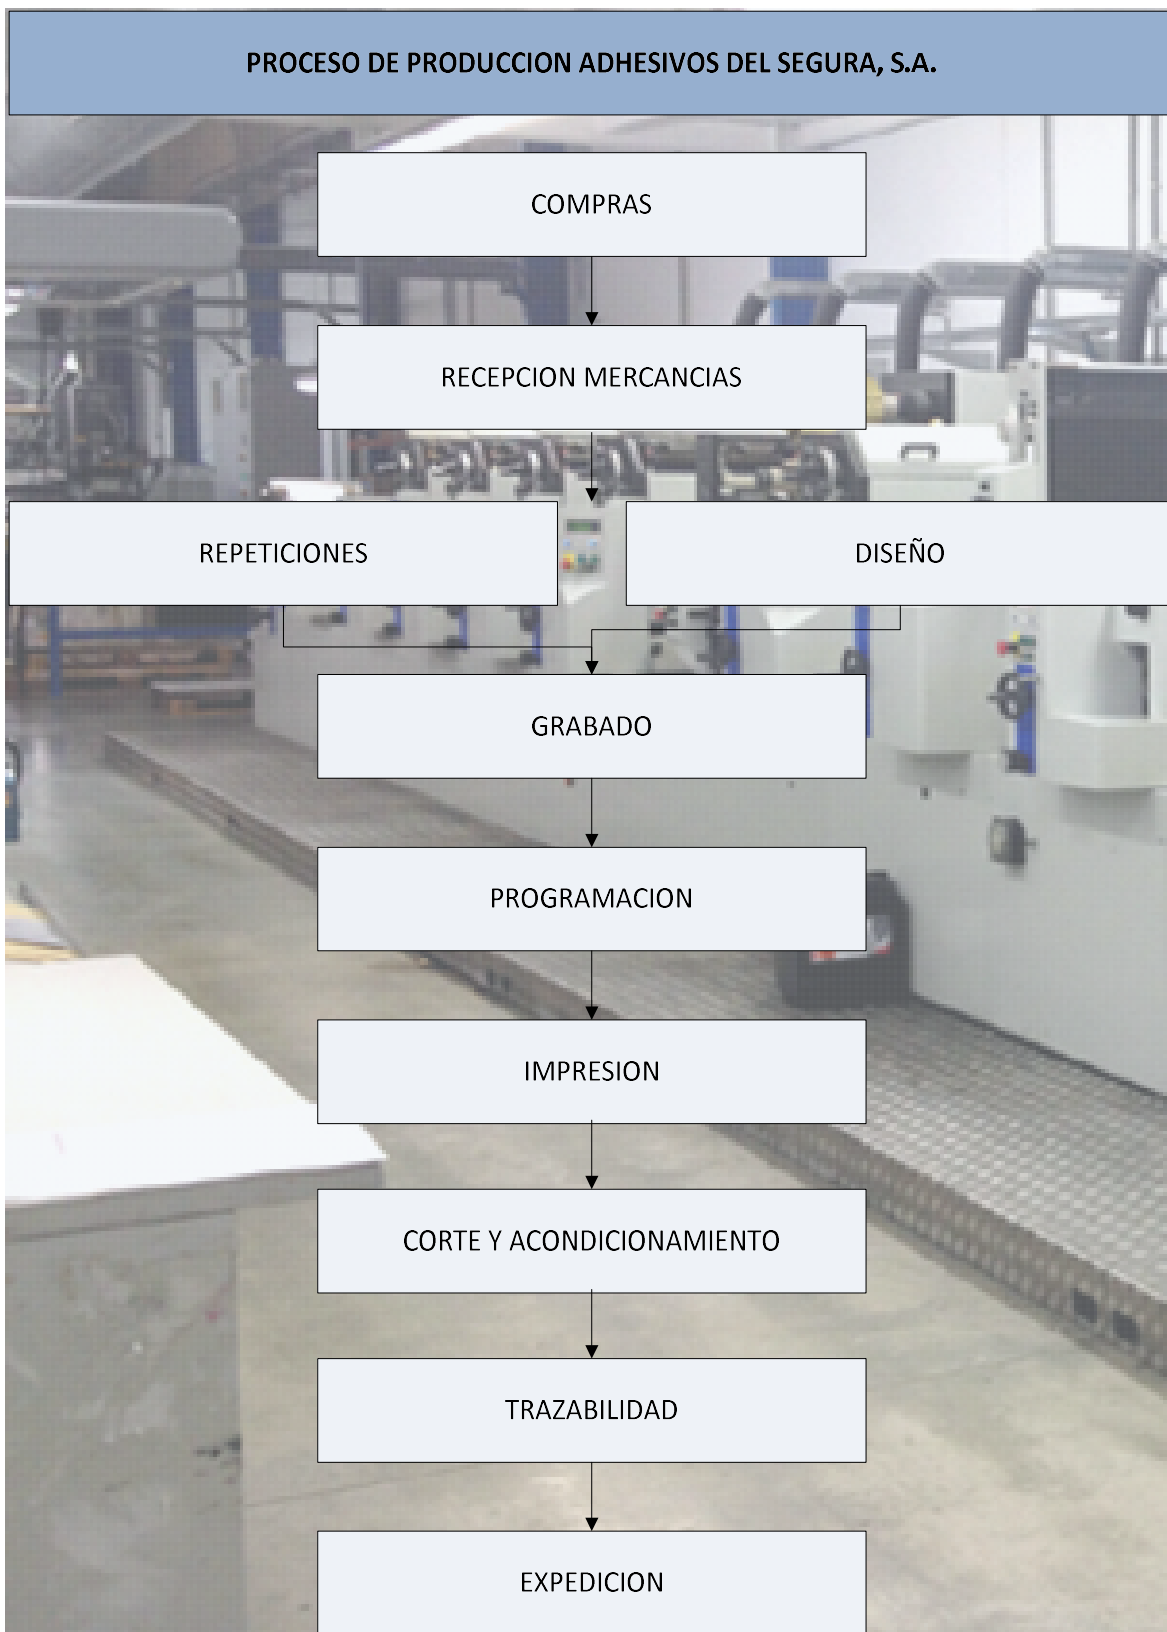 PROCESO DE PRODUCCION ADHESIVOS DEL SEGURA, S.A.
COMPRAS
RECEPCION MERCANCIAS
REPETICIONES
DISEÑO
GRABADO
PROGRAMACION
IMPRESION
CORTE Y ACONDICIONAMIENTO
TRAZABILIDAD
EXPEDICION